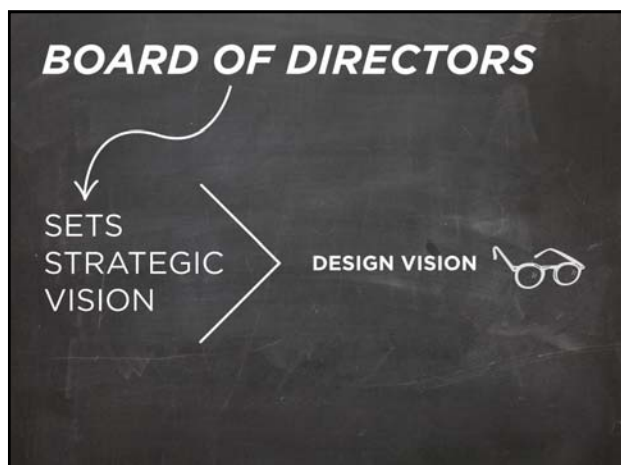 BOARD OF DIRECTORS
SETS
STRATEGIC
VISION
DESIGN VISION